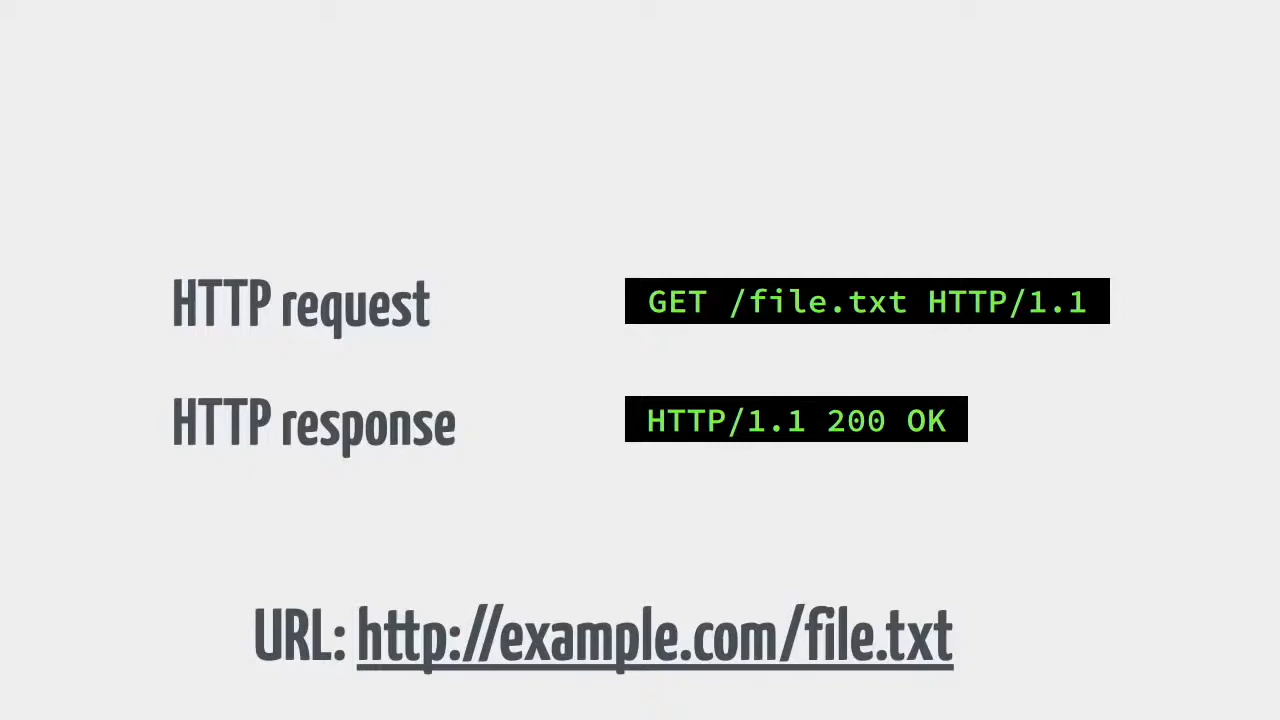 HTTP request
GET /file.txt HTTP/1.1
HTTP response
HTTP/1.1 200 OK
URL: http://example.com/file.txt